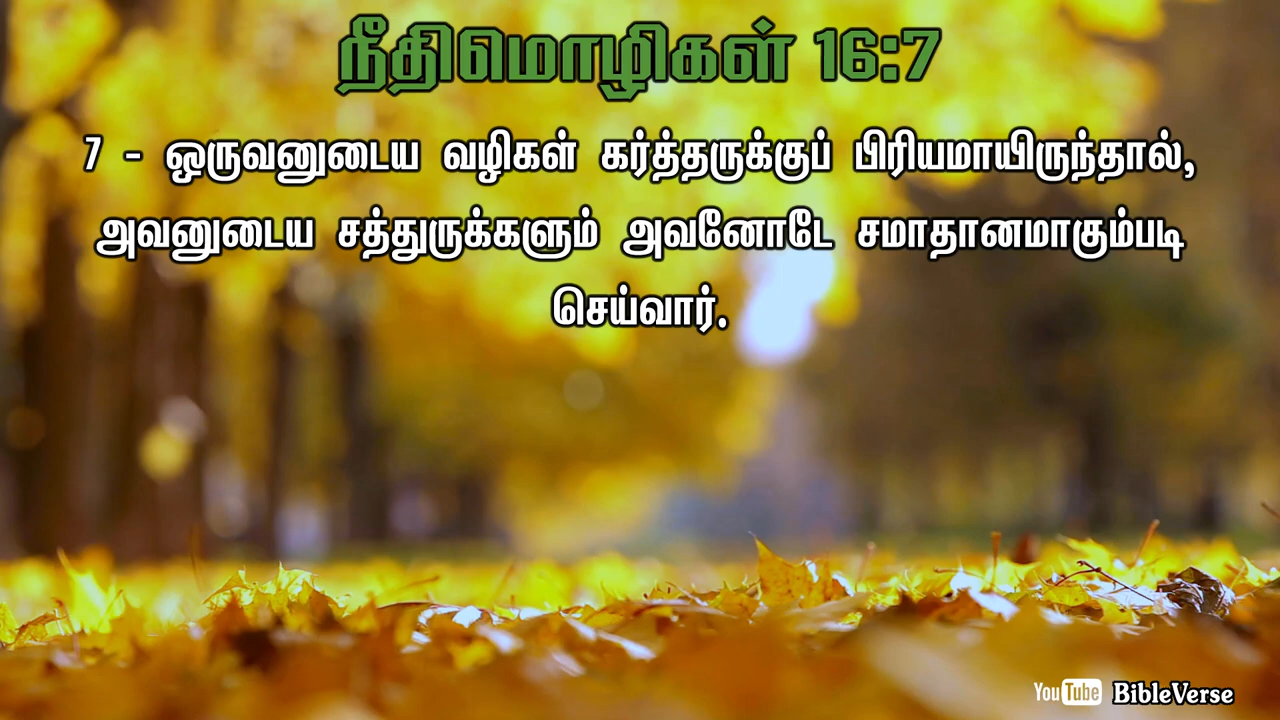 நீதிமொழிகள் 16:7
7 - ஒருவனுடைய வழிகள் கர்த்தருக்குப் பிரியமாயிருந்தால்,
அவனுடைய சத்துருக்களும் அவனோடே சமாதானமாகும்படி
செய்வார்.
YouTube BibleVerse